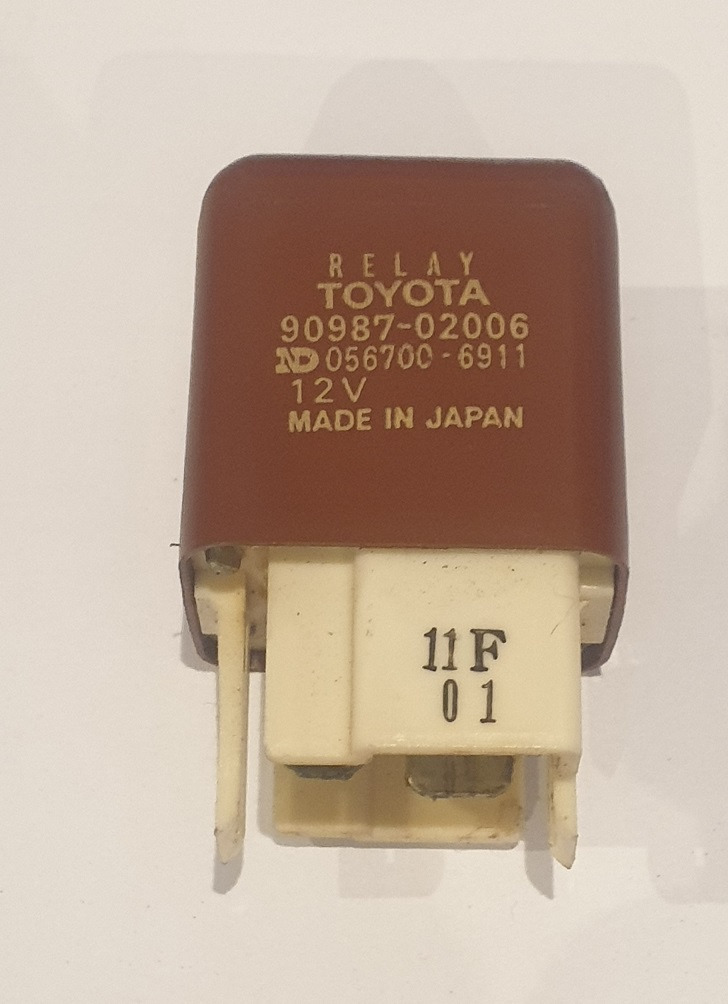 RELAY
TOYOTA
90987-02006
ND 056700-6911
12V
MADE IN JAPAN
11F
01